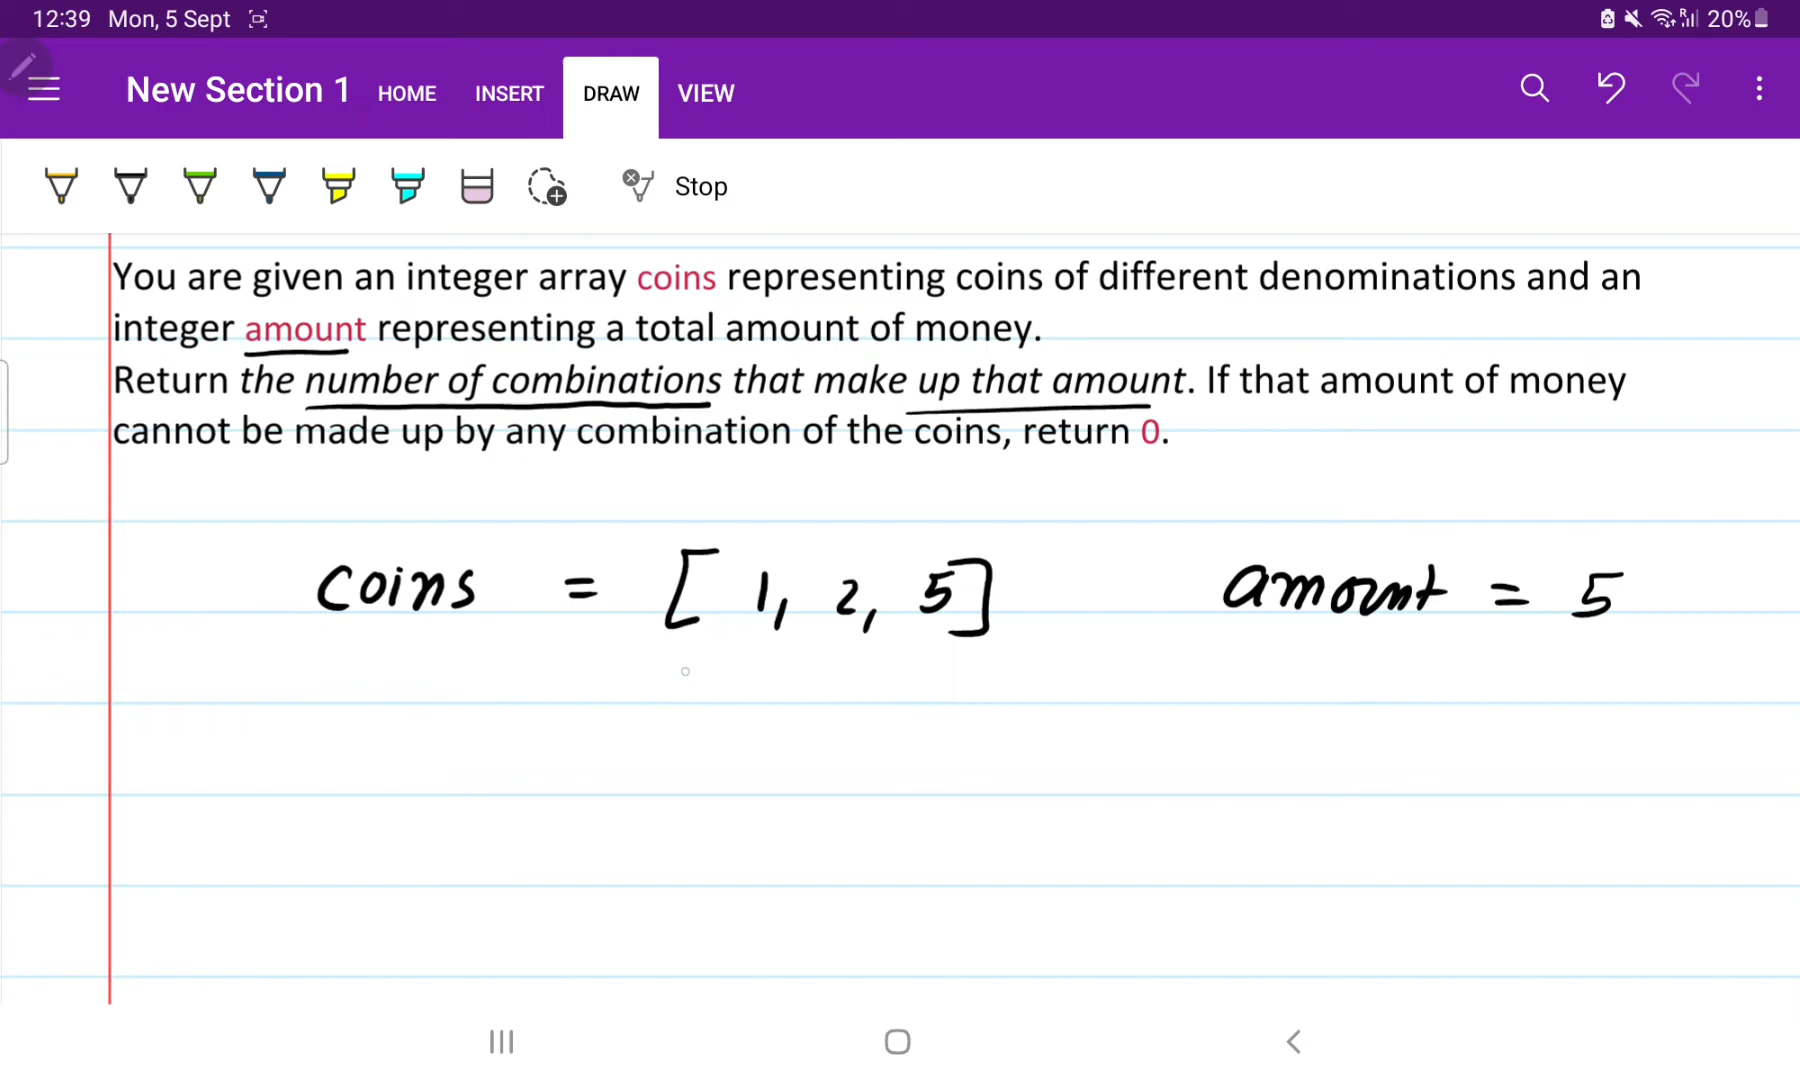 12:39 Mon, 5 Sept 20%
New Section 1 HOME INSERT DRAW VIEW
Stop
You are given an integer array coins representing coins of different denominations and an
integer amount representing a total amount of money.
Return the number of combinations that make up that amount. If that amount of money
cannot be made up by any combination of the coins, return 0.
coins = [ 1, 2, 5] amount = 5